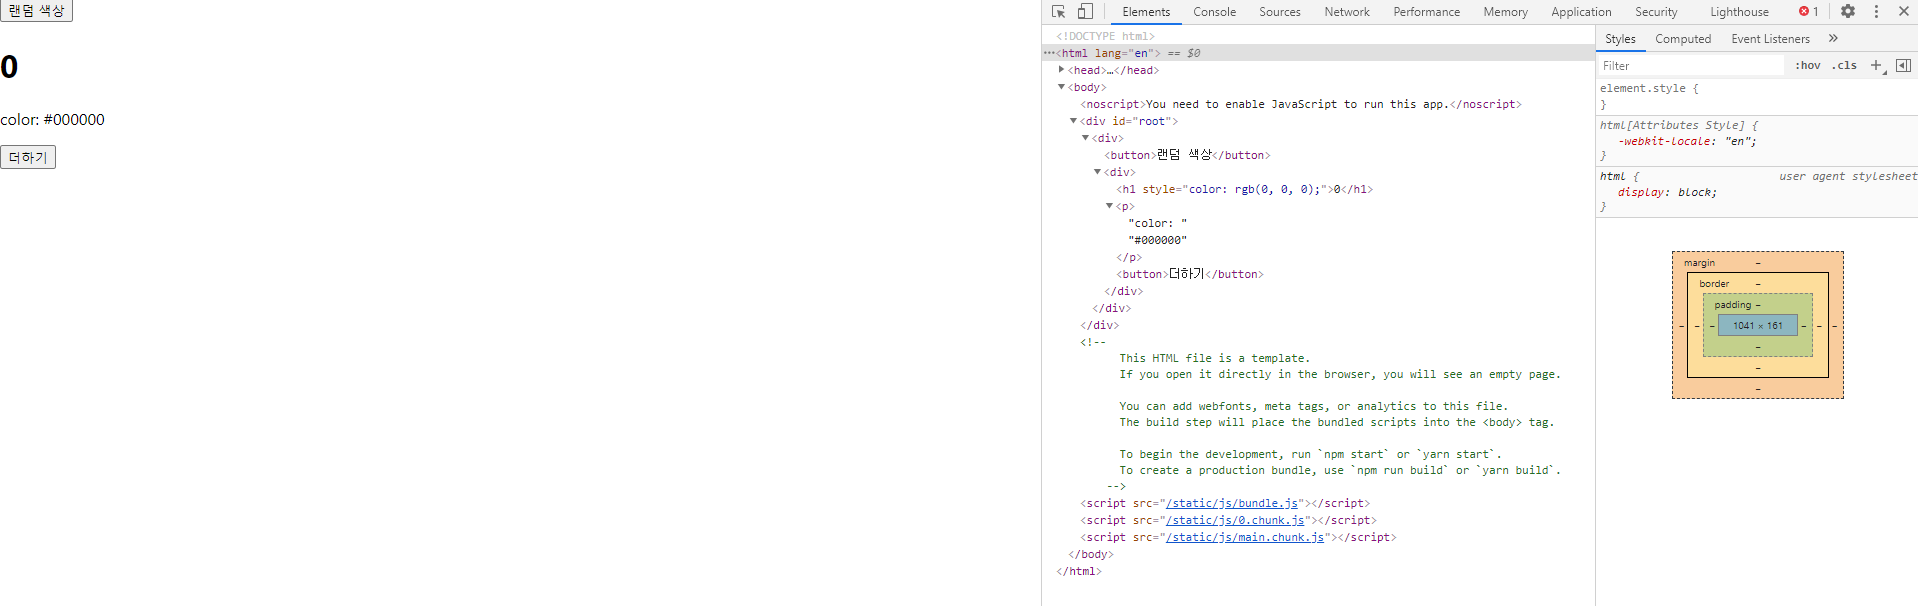 랜덤 색상
0
color: #000000
더하기
Elements Console Sources Network Performance Memory Application Security Lighthouse 1
<!DOCTYPE html>
<html lang="en"> == $0
<head>…</head>
<body>
<noscript>You need to enable JavaScript to run this app.</noscript>
<div id="root">
<div>
<button>랜덤 색상</button>
<div>
<h1 style="color: rgb(0, 0, 0);">0</h1>
<p>
"color: "
"#000000"
</p>
<button>더하기</button>
</div>
</div>
</div>
<!--
This HTML file is a template.
If you open it directly in the browser, you will see an empty page.
You can add webfonts, meta tags, or analytics to this file.
The build step will place the bundled scripts into the <body> tag.
To begin the development, run `npm start` or `yarn start`.
To create a production bundle, use `npm run build` or `yarn build`.
-->
<script src="/static/js/bundle.js"></script>
<script src="/static/js/0.chunk.js"></script>
<script src="/static/js/main.chunk.js"></script>
</body>
</html>
Styles Computed Event Listeners »
Filter :hov .cls +
element.style {
}
html[Attributes Style] {
-webkit-locale: "en";
}
html { user agent stylesheet
display: block;
}
margin –
border –
padding –
– – – 1041 × 161 – – –
–
–
–